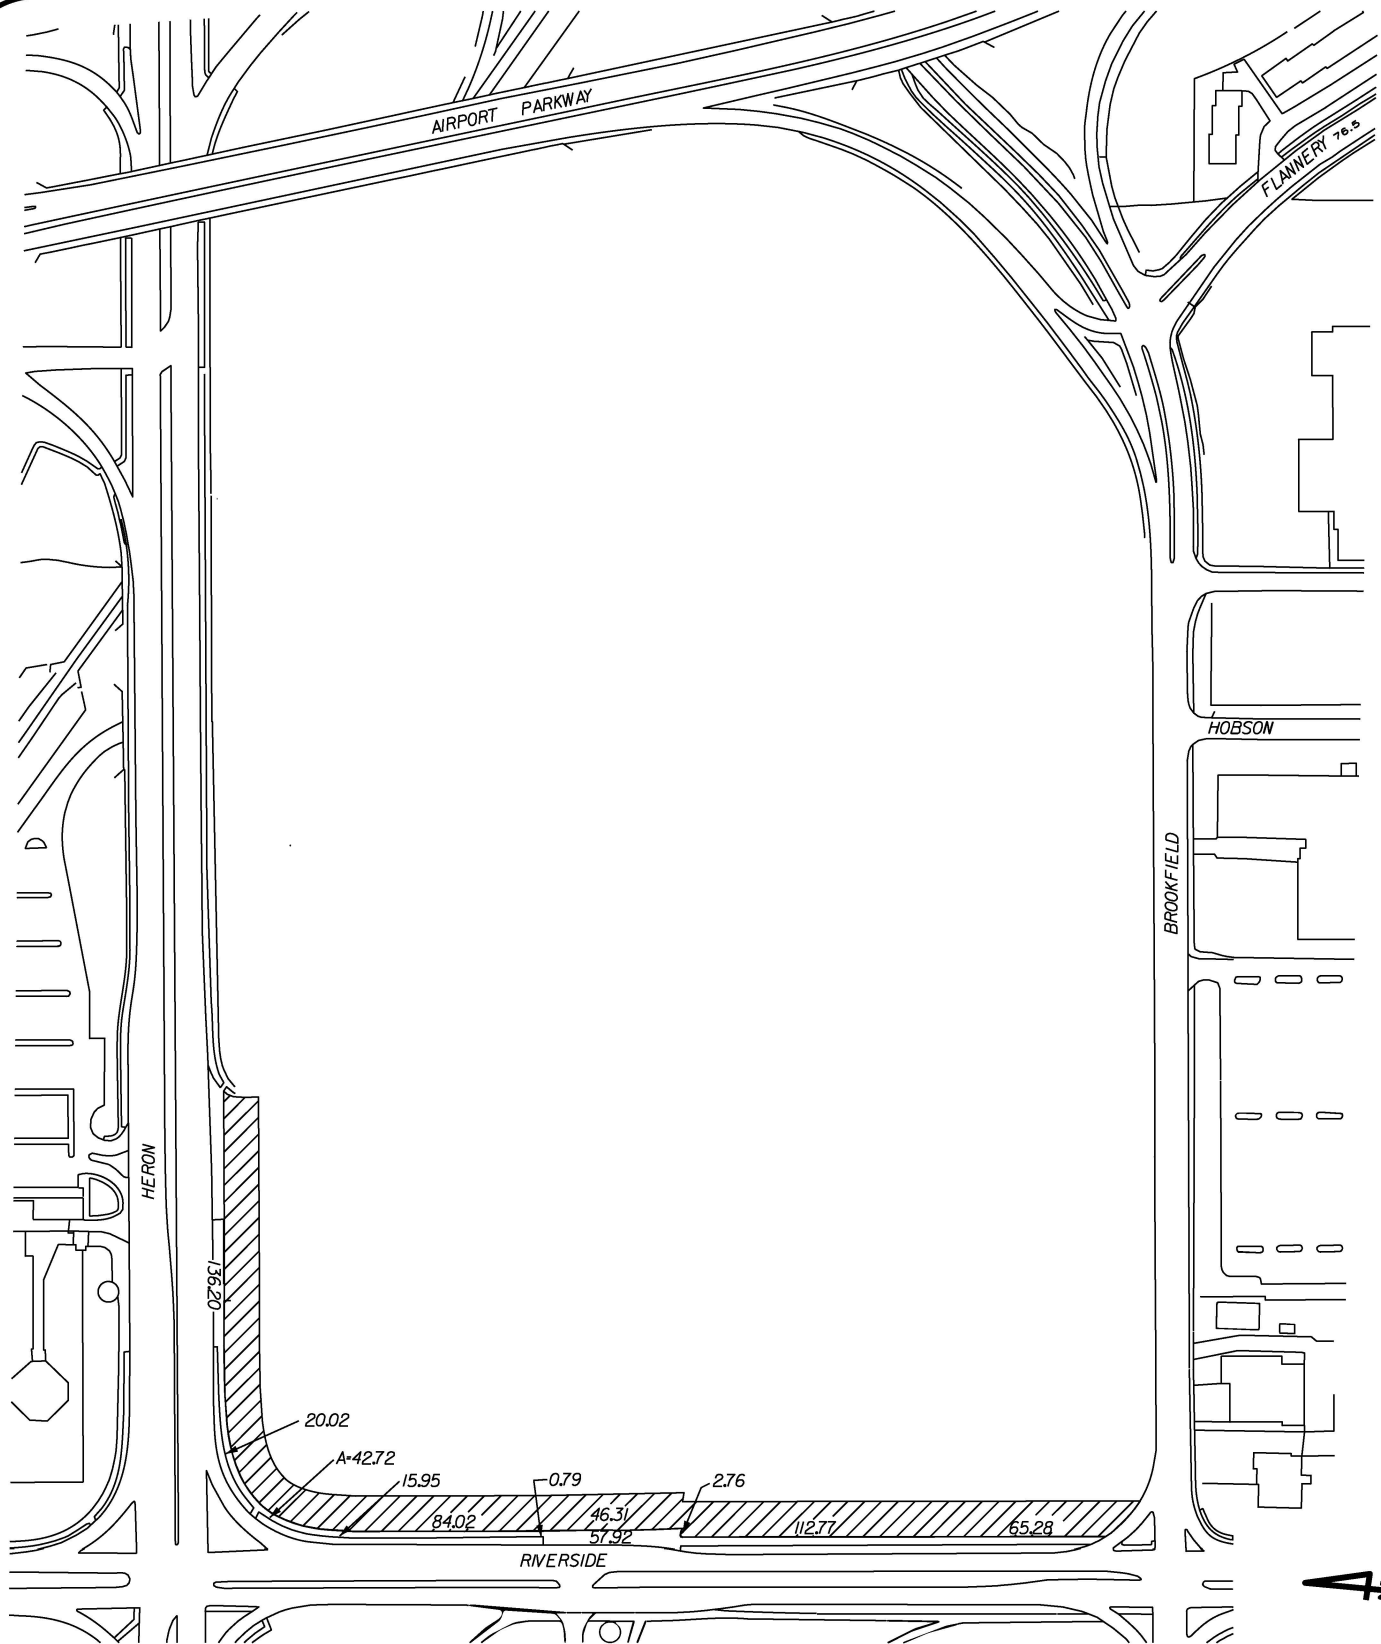 AIRPORT PARKWAY
FLANNERY 76.5
HOBSON
BROOKFIELD
HERON
136.20
20.02
A=42.72
15.95
0.79
2.76
84.02
46.31
57.92
112.77
65.28
RIVERSIDE